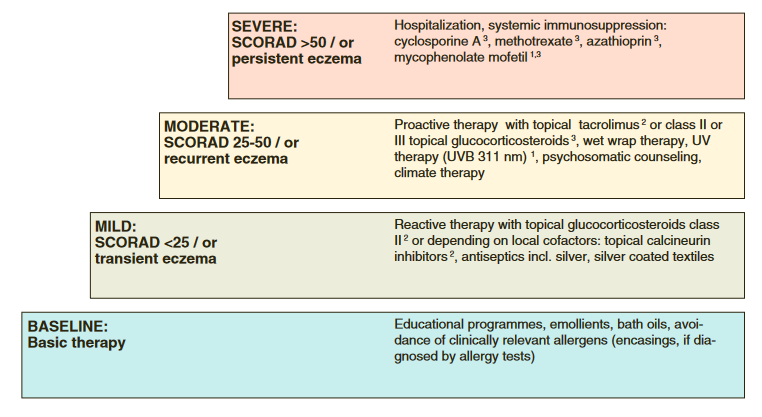 SEVERE:
SCORAD >50 / or
persistent eczema
Hospitalization, systemic immunosuppression:
cyclosporine A ³, methotrexate ³, azathioprin ³,
mycophenolate mofetil ¹,³
MODERATE:
SCORAD 25-50 / or
recurrent eczema
Proactive therapy with topical tacrolimus ² or class II or
III topical glucocorticosteroids ³, wet wrap therapy, UV
therapy (UVB 311 nm) ¹, psychosomatic counseling,
climate therapy
MILD:
SCORAD <25 / or
transient eczema
Reactive therapy with topical glucocorticosteroids class
II ² or depending on local cofactors: topical calcineurin
inhibitors ², antiseptics incl. silver, silver coated textiles
BASELINE:
Basic therapy
Educational programmes, emollients, bath oils, avoi-
dance of clinically relevant allergens (encasings, if dia-
gnosed by allergy tests)